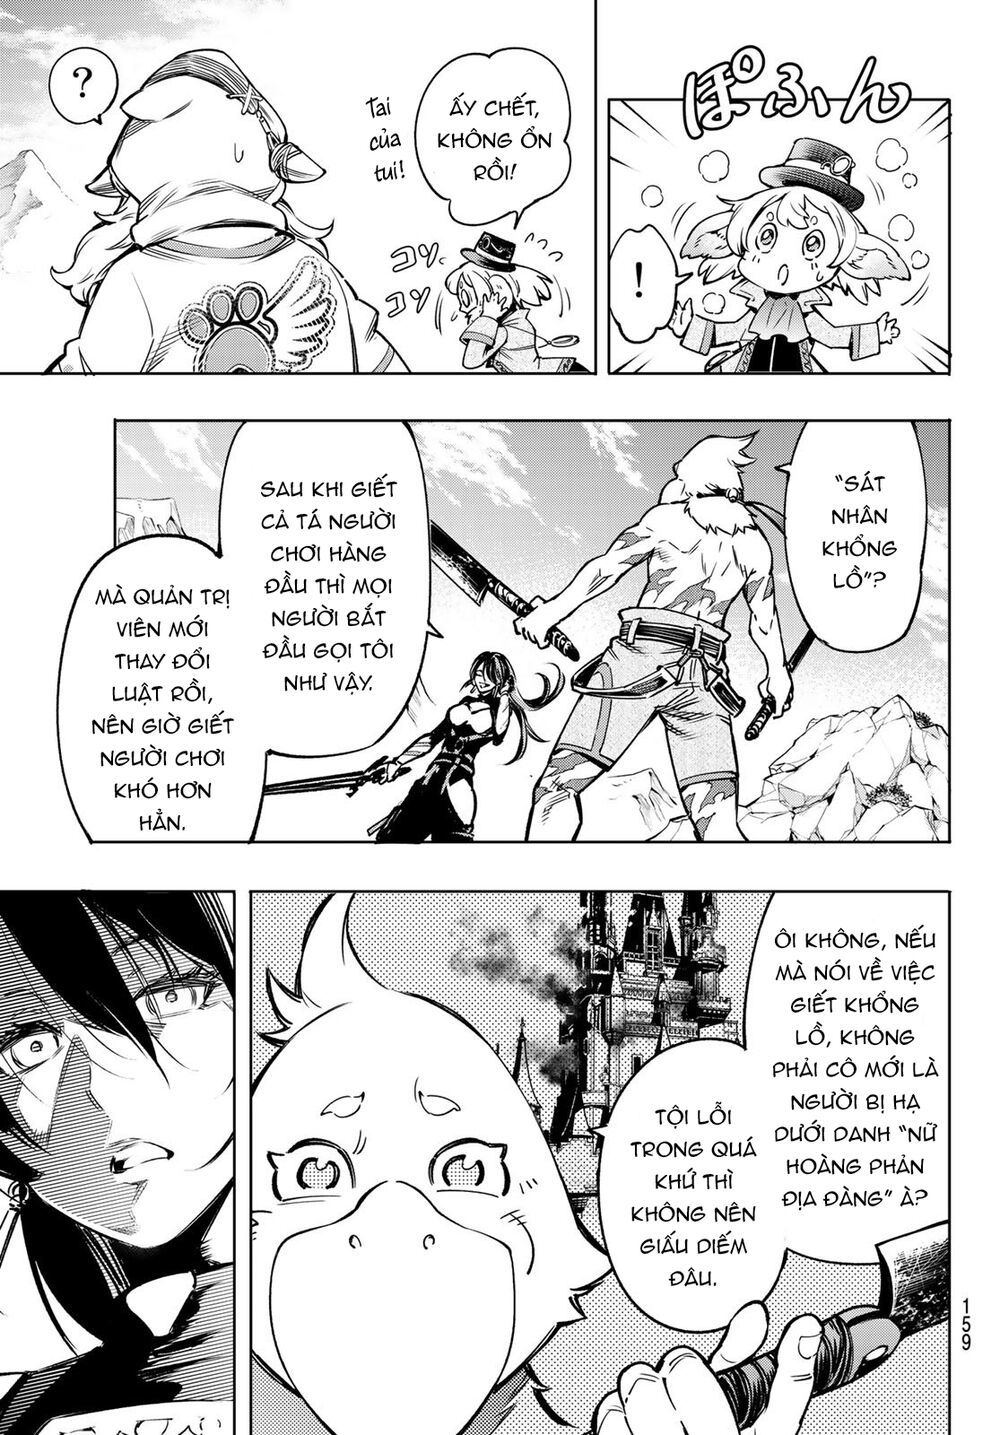 ぽふん
!
ẤY CHẾT,
KHÔNG ỔN
RỒI!
Tai
của
tui!
コソ
コソ
?
"SÁT
NHÂN
KHỔNG
LỒ"?
SAU KHI GIẾT
CẢ TÁ NGƯỜI
CHƠI HÀNG
ĐẦU THÌ MỌI
NGƯỜI BẮT
ĐẦU GỌI TÔI
NHƯ VẬY.
MÀ QUẢN TRỊ
VIÊN MỚI
THAY ĐỔI
LUẬT RỒI,
NÊN GIỜ GIẾT
NGƯỜI CHƠI
KHÓ HƠN
HẲN.
ÔI KHÔNG, NẾU
MÀ NÓI VỀ VIỆC
GIẾT KHỔNG
LỒ, KHÔNG
PHẢI CÔ MỚI LÀ
NGƯỜI BỊ HẠ
DƯỚI DANH "NỮ
HOÀNG PHẢN
ĐỊA ĐÀNG" À?
TỘI LỖI
TRONG QUÁ
KHỨ THÌ
KHÔNG NÊN
GIẤU DIẾM
ĐÂU.
159